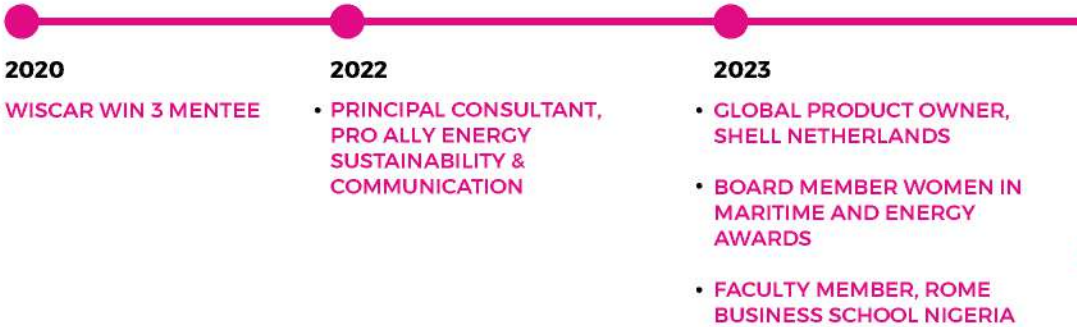 2020
WISCAR WIN 3 MENTEE
2022
• PRINCIPAL CONSULTANT,
PRO ALLY ENERGY
SUSTAINABILITY &
COMMUNICATION
2023
• GLOBAL PRODUCT OWNER,
SHELL NETHERLANDS
• BOARD MEMBER WOMEN IN
MARITIME AND ENERGY
AWARDS
• FACULTY MEMBER, ROME
BUSINESS SCHOOL NIGERIA